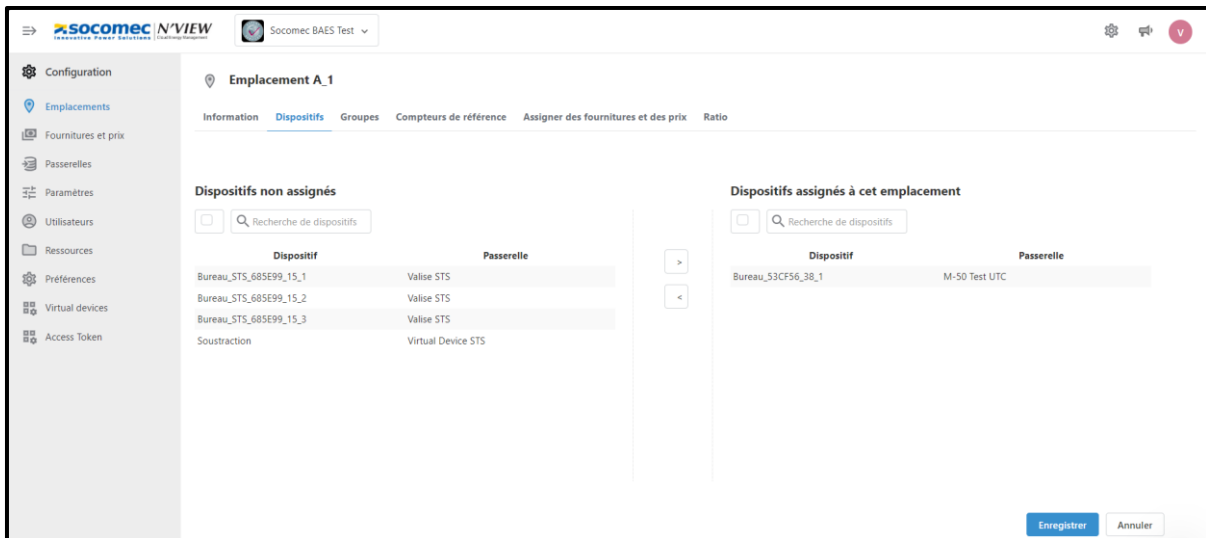 socomec N'VIEW
Innovative Power Solutions
Socomec BAES Test
V
Configuration
Emplacements
Fournitures et prix
Passerelles
Paramètres
Utilisateurs
Ressources
Préférences
Virtual devices
Access Token
Emplacement A_1
Information Dispositifs Groupes Compteurs de référence Assigner des fournitures et des prix Ratio
Dispositifs non assignés
Recherche de dispositifs
Dispositif Passerelle
Bureau_STS_685E99_15_1 Valise STS
Bureau_STS_685E99_15_2 Valise STS
Bureau_STS_685E99_15_3 Valise STS
Soustraction Virtual Device STS
>
<
Dispositifs assignés à cet emplacement
Recherche de dispositifs
Dispositif Passerelle
Bureau_53CF56_38_1 M-50 Test UTC
Enregistrer Annuler